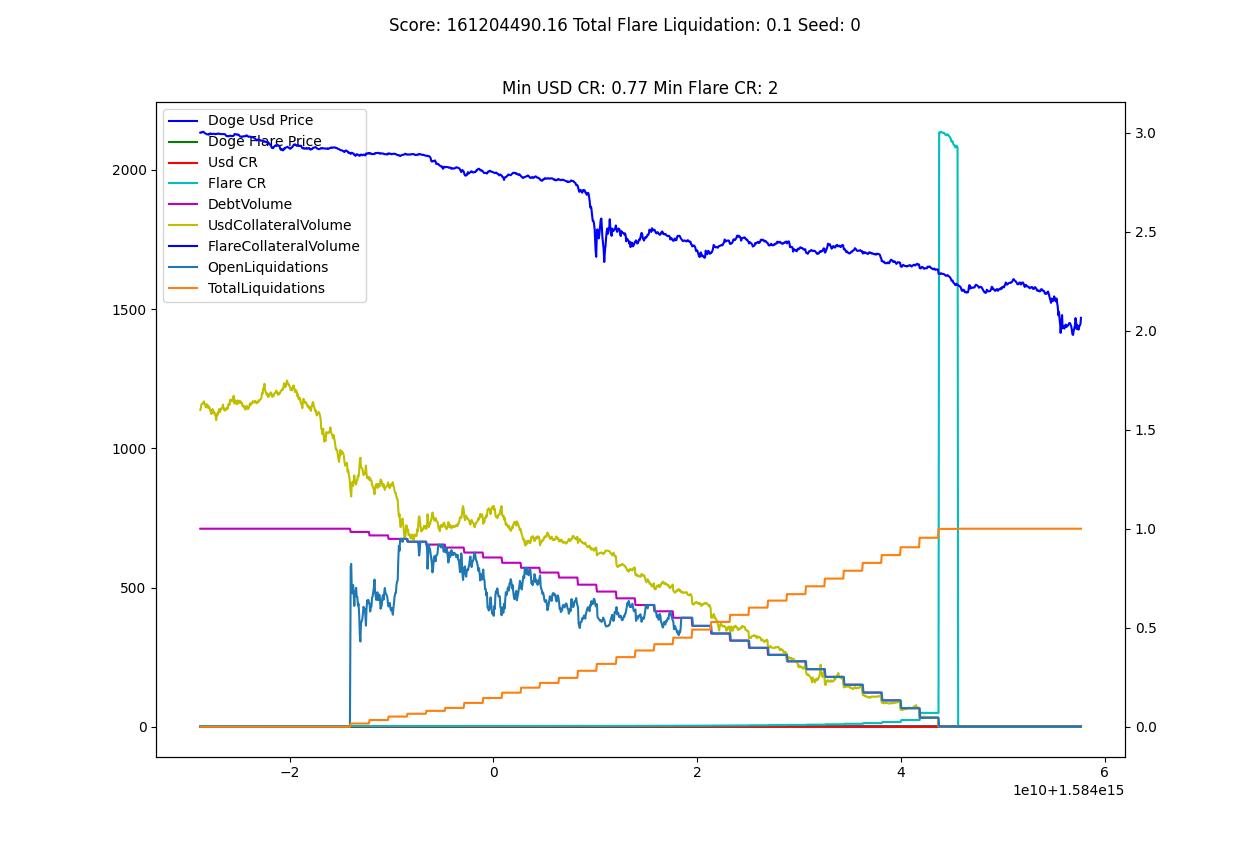 Score: 161204490.16 Total Flare Liquidation: 0.1 Seed: 0
Min USD CR: 0.77 Min Flare CR: 2
Doge Usd Price
Doge Flare Price
Usd CR
Flare CR
DebtVolume
UsdCollateralVolume
FlareCollateralVolume
OpenLiquidations
TotalLiquidations
2000
1500
1000
500
0
3.0
2.5
2.0
1.5
1.0
0.5
0.0
−2 0 2 4 6
1e10+1.584e15